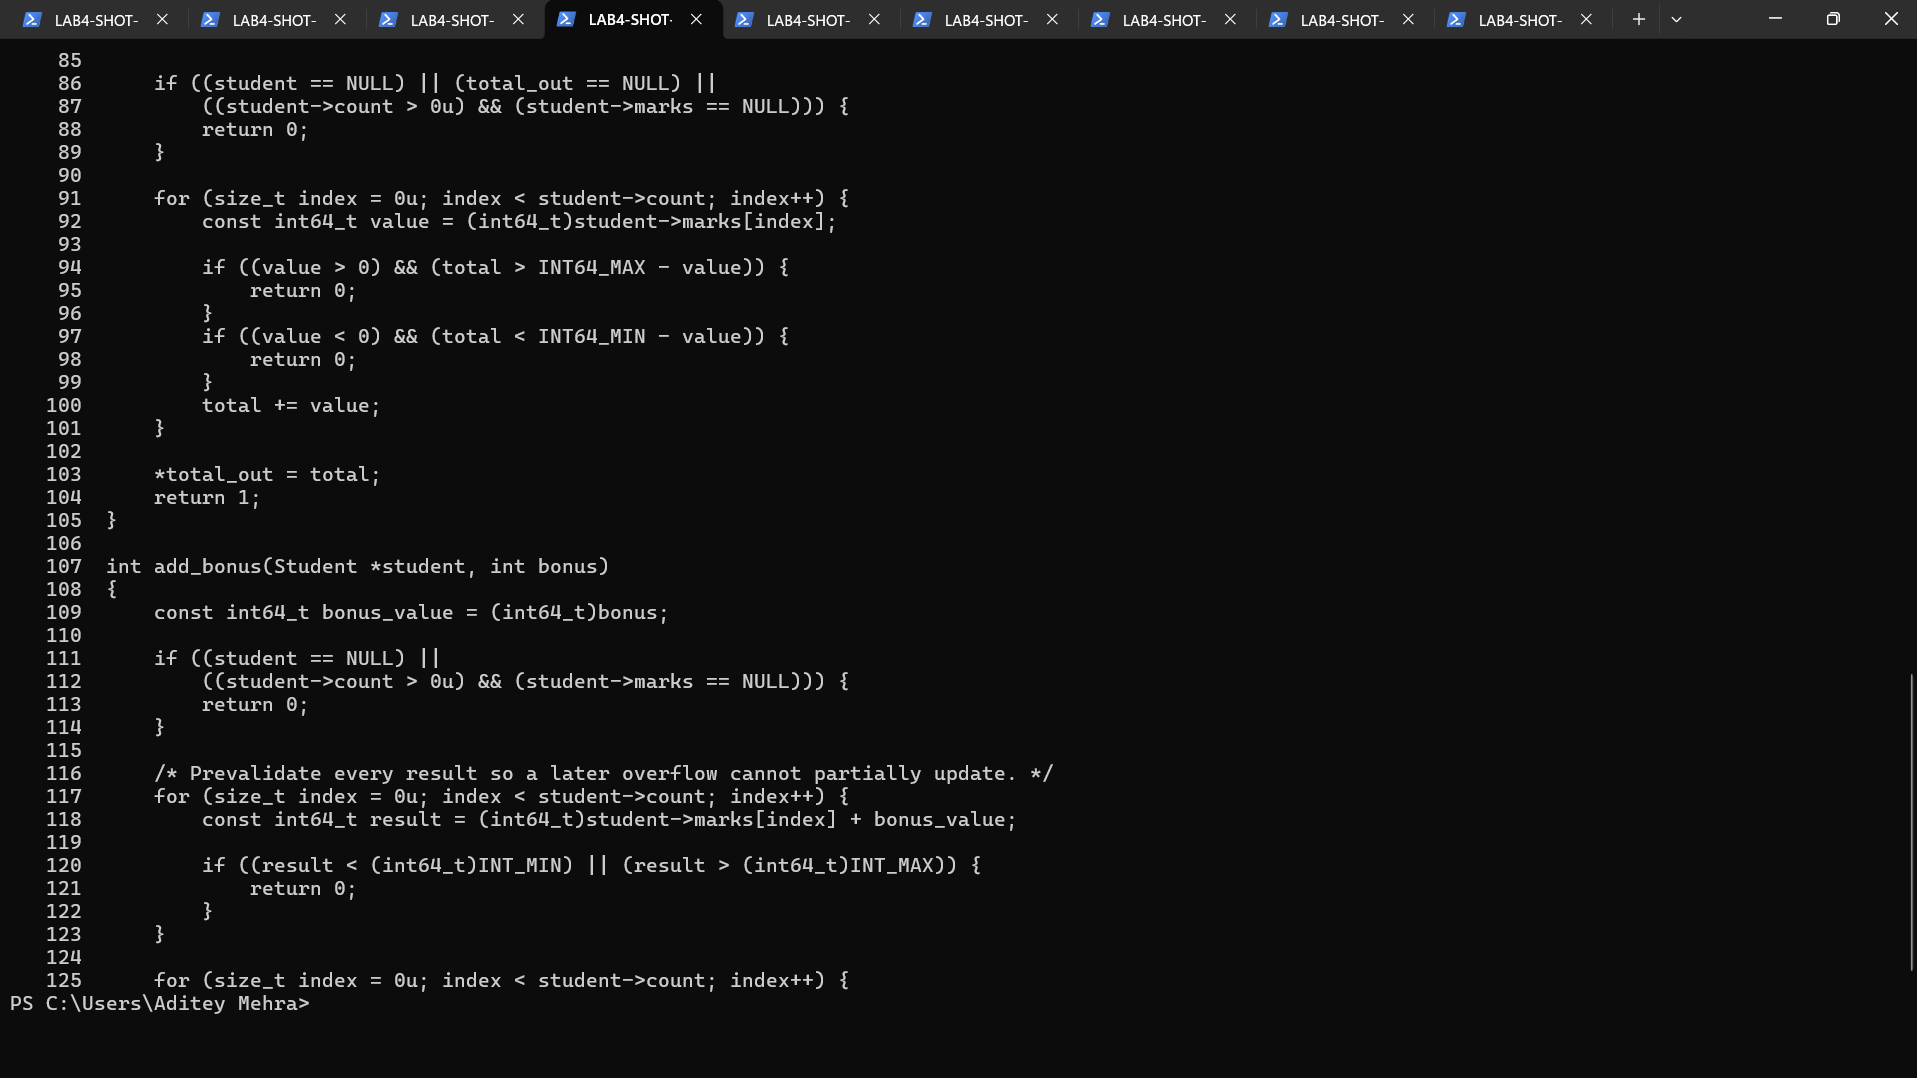 LAB4-SHOT- LAB4-SHOT- LAB4-SHOT- LAB4-SHOT- LAB4-SHOT- LAB4-SHOT- LAB4-SHOT- LAB4-SHOT- LAB4-SHOT-
85
86      if ((student == NULL) || (total_out == NULL) ||
87          ((student->count > 0u) && (student->marks == NULL))) {
88          return 0;
89      }
90
91      for (size_t index = 0u; index < student->count; index++) {
92          const int64_t value = (int64_t)student->marks[index];
93
94          if ((value > 0) && (total > INT64_MAX - value)) {
95              return 0;
96          }
97          if ((value < 0) && (total < INT64_MIN - value)) {
98              return 0;
99          }
100          total += value;
101      }
102
103      *total_out = total;
104      return 1;
105  }
106
107  int add_bonus(Student *student, int bonus)
108  {
109      const int64_t bonus_value = (int64_t)bonus;
110
111      if ((student == NULL) ||
112          ((student->count > 0u) && (student->marks == NULL))) {
113          return 0;
114      }
115
116      /* Prevalidate every result so a later overflow cannot partially update. */
117      for (size_t index = 0u; index < student->count; index++) {
118          const int64_t result = (int64_t)student->marks[index] + bonus_value;
119
120          if ((result < (int64_t)INT_MIN) || (result > (int64_t)INT_MAX)) {
121              return 0;
122          }
123      }
124
125      for (size_t index = 0u; index < student->count; index++) {
PS C:\Users\Aditey Mehra>